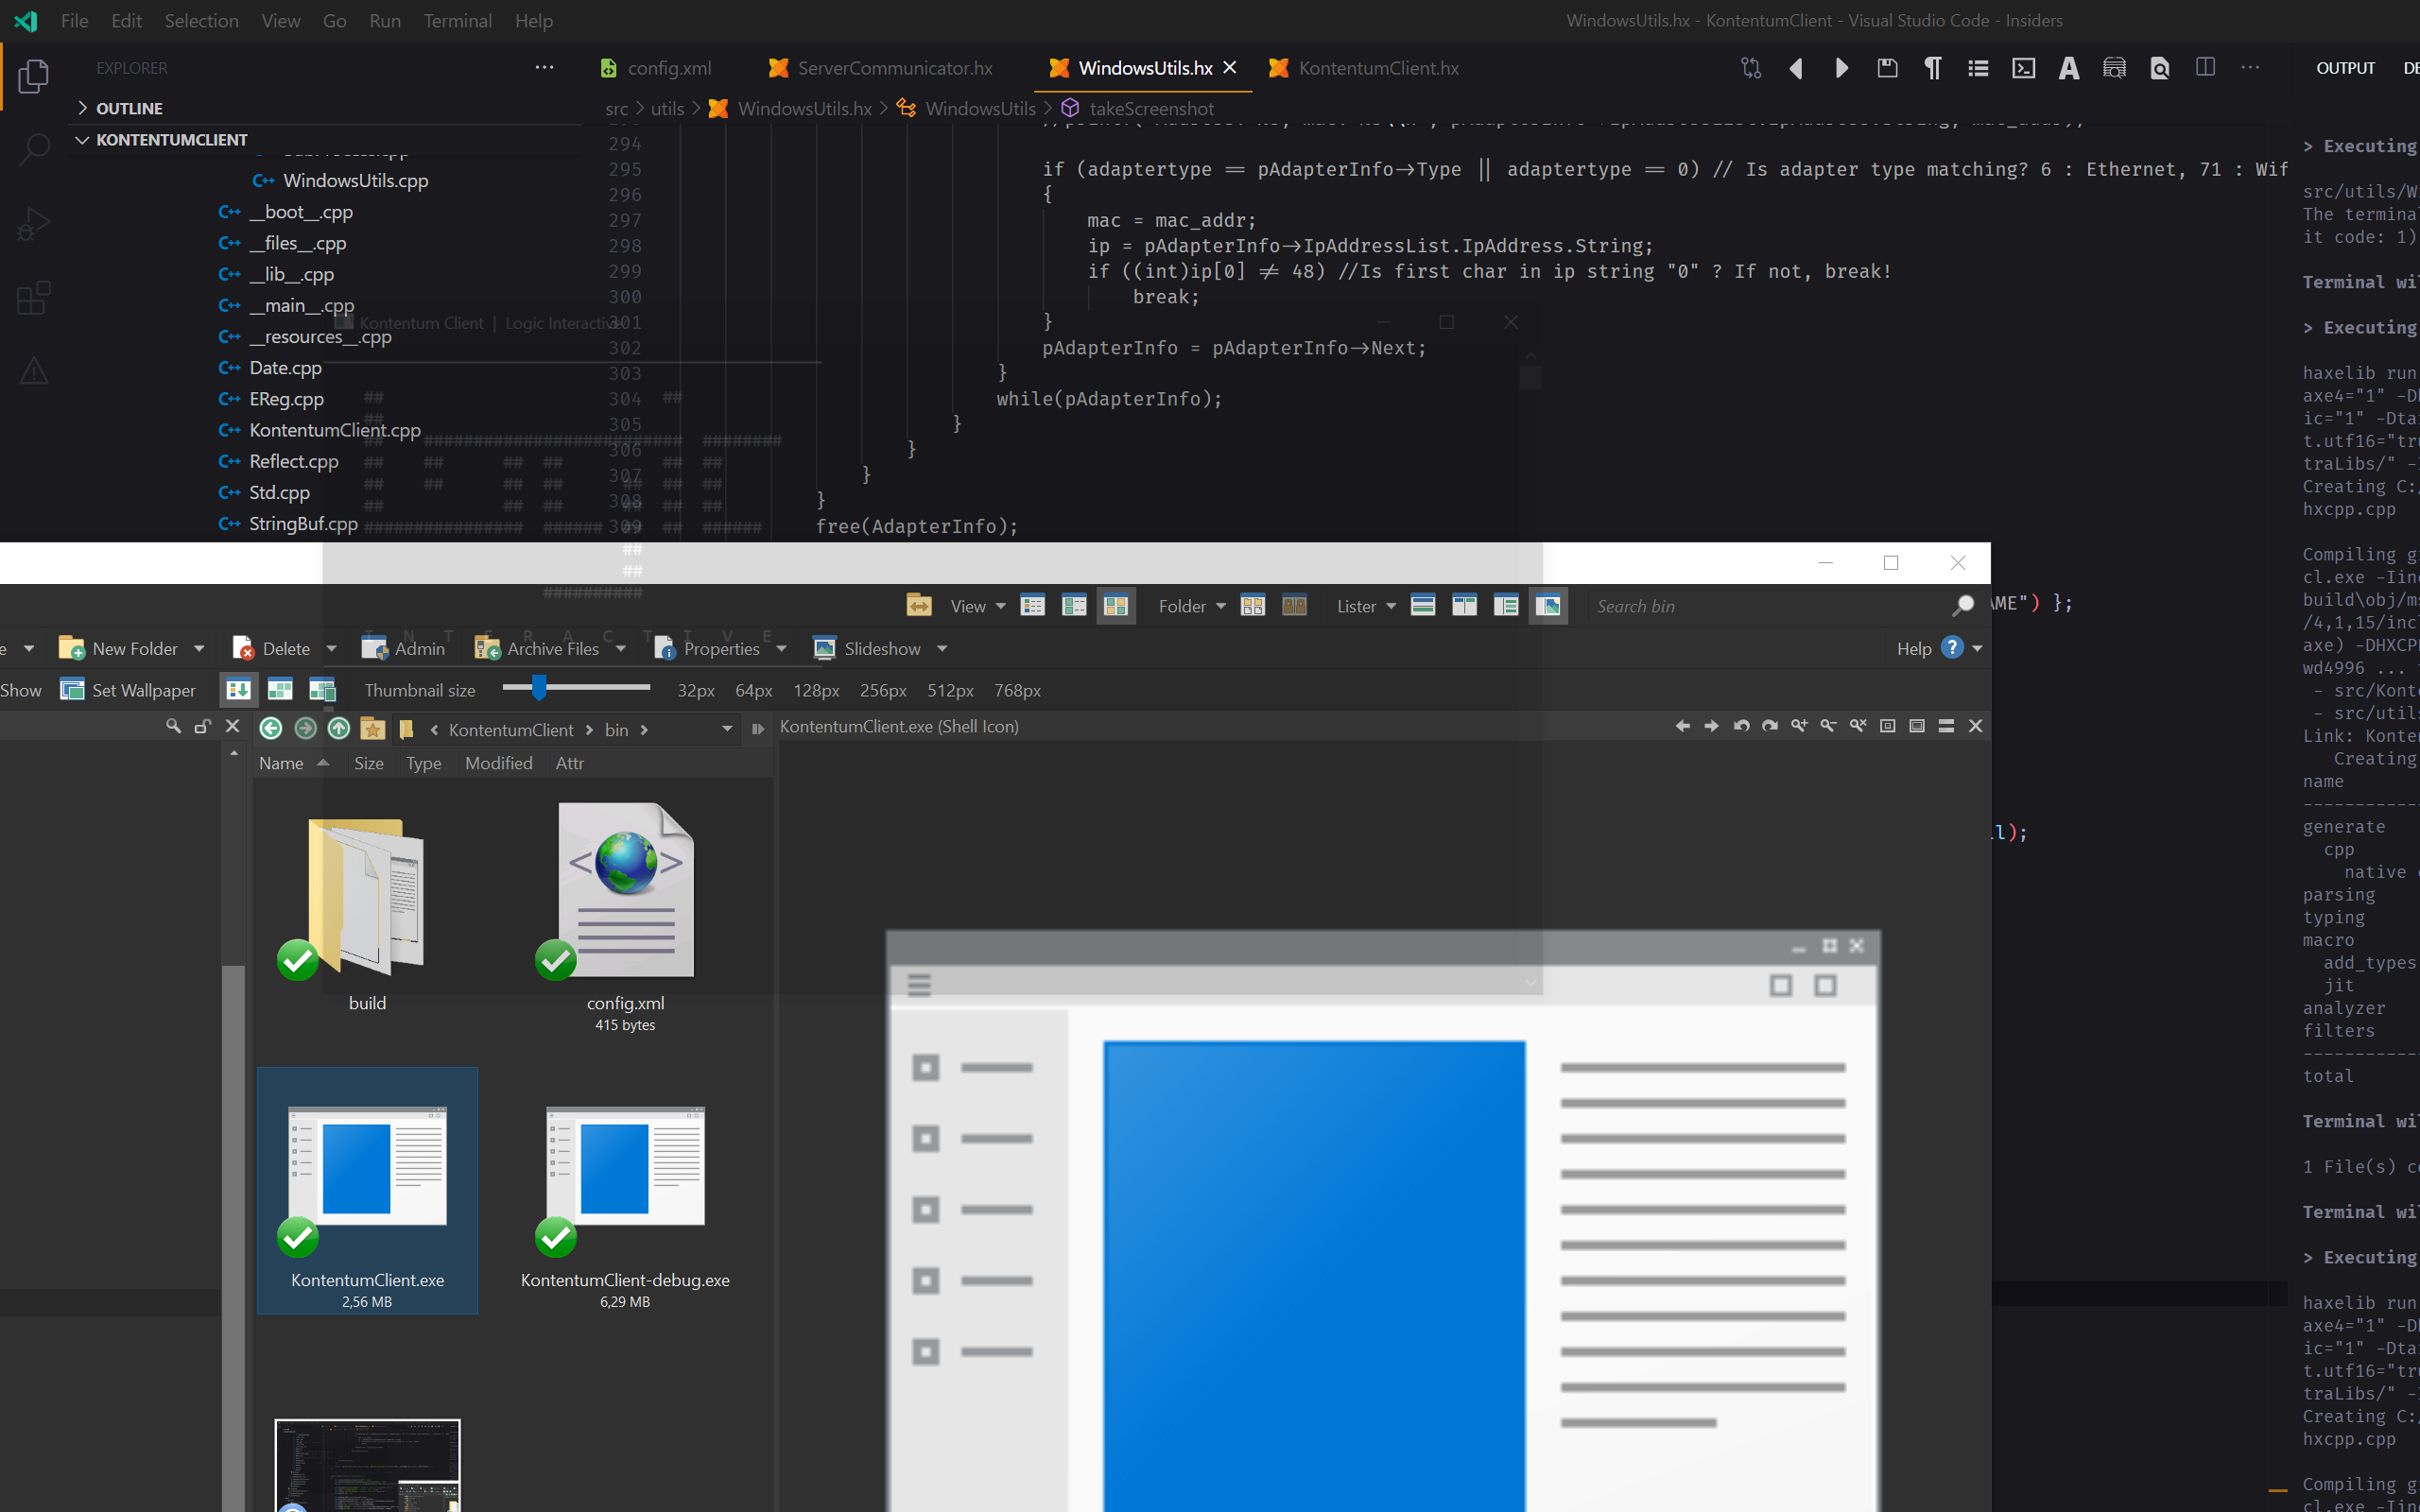 File Edit Selection View Go Run Terminal Help
WindowsUtils.hx - KontentumClient - Visual Studio Code - Insiders
EXPLORER
OUTLINE
KONTENTUMCLIENT
WindowsUtils.cpp
__boot__.cpp
__files__.cpp
__lib__.cpp
__main__.cpp
__resources__.cpp
Date.cpp
EReg.cpp
KontentumClient.cpp
Reflect.cpp
Std.cpp
StringBuf.cpp
config.xml
ServerCommunicator.hx
WindowsUtils.hx
KontentumClient.hx
src > utils > WindowsUtils.hx > WindowsUtils > takeScreenshot
294
295 if (adaptertype == pAdapterInfo->Type || adaptertype == 0) // Is adapter type matching? 6 : Ethernet, 71 : Wif
296 {
297 mac = mac_addr;
298 ip = pAdapterInfo->IpAddressList.IpAddress.String;
299 if ((int)ip[0] != 48) //Is first char in ip string "0" ? If not, break!
300 break;
301 }
302 pAdapterInfo = pAdapterInfo->Next;
303 }
304 while(pAdapterInfo);
305 }
306 }
307 }
308 }
309 free(AdapterInfo);
AME") };
l);
Kontentum Client | Logic Interactive
I N T E R A C T I V E
View
Folder
Lister
Search bin
New Folder
Delete
Admin
Archive Files
Properties
Slideshow
Help
Show
Set Wallpaper
Thumbnail size
32px 64px 128px 256px 512px 768px
KontentumClient > bin >
KontentumClient.exe (Shell Icon)
Name Size Type Modified Attr
build
config.xml
415 bytes
KontentumClient.exe
2,56 MB
KontentumClient-debug.exe
6,29 MB
OUTPUT DE
> Executing
src/utils/W
The termina
it code: 1)
Terminal wi
> Executing
haxelib run
axe4="1" -D
ic="1" -Dta
t.utf16="tr
traLibs/" -
Creating C:
hxcpp.cpp
Compiling g
cl.exe -Iin
build\obj/m
/4,1,15/inc
axe) -DHXCP
wd4996 ...
- src/Konte
- src/utils
Link: Konte
Creating
name
generate
cpp
native
parsing
typing
macro
add_types
jit
analyzer
filters
total
Terminal wi
1 File(s) c
Terminal wi
> Executing
haxelib run
axe4="1" -D
ic="1" -Dta
t.utf16="tr
traLibs/" -
Creating C:
hxcpp.cpp
Compiling g
cl.exe -Iin